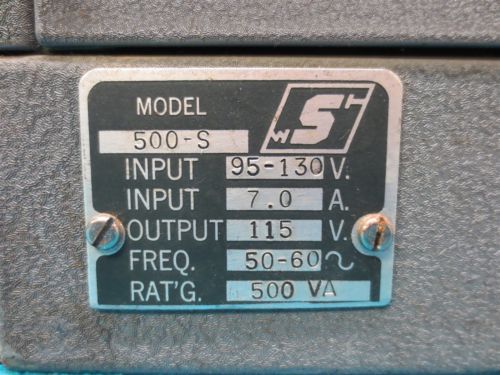 MODEL
S
500-S
INPUT 95-130 V.
INPUT 7.0 A.
OUTPUT 115 V.
FREQ. 50-60 ~
RAT'G. 500 VA